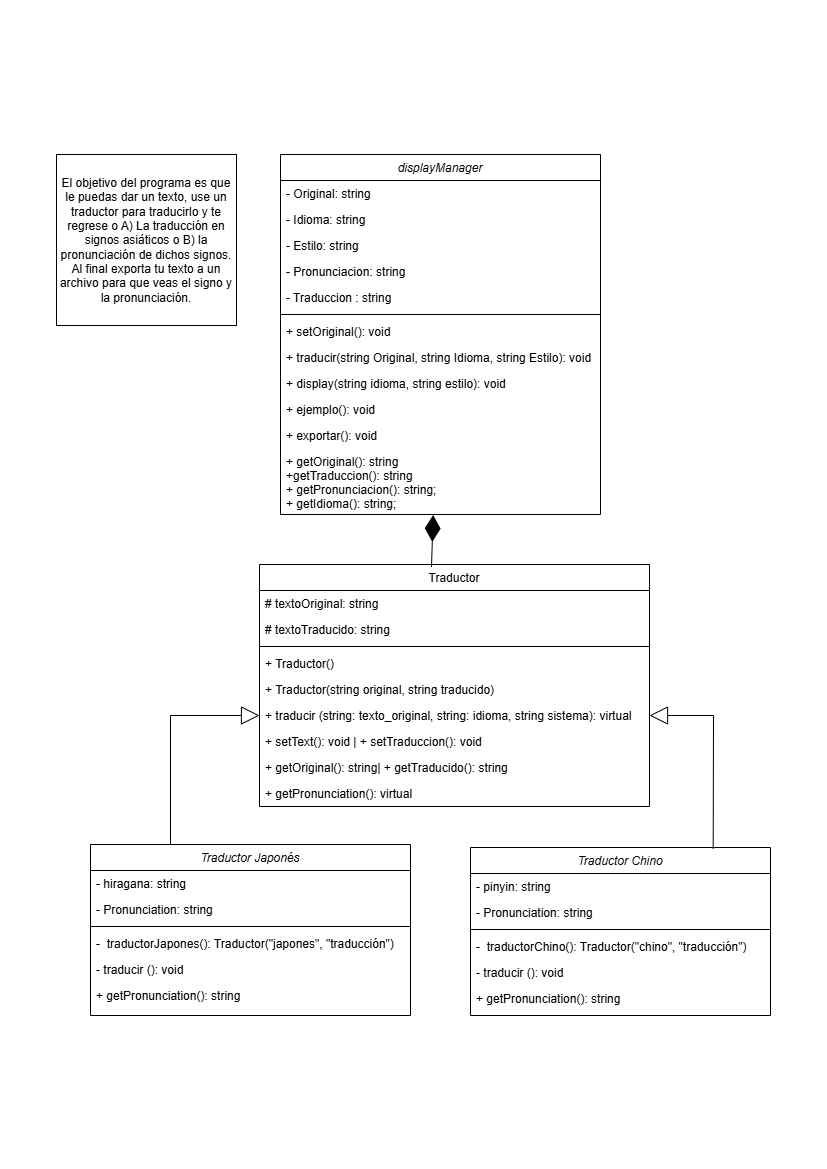 El objetivo del programa es que
le puedas dar un texto, use un
traductor para traducirlo y te
regrese o A) La traducción en
signos asiáticos o B) la
pronunciación de dichos signos.
Al final exporta tu texto a un
archivo para que veas el signo y
la pronunciación.
displayManager
- Original: string
- Idioma: string
- Estilo: string
- Pronunciacion: string
- Traduccion : string
+ setOriginal(): void
+ traducir(string Original, string Idioma, string Estilo): void
+ display(string idioma, string estilo): void
+ ejemplo(): void
+ exportar(): void
+ getOriginal(): string
+getTraduccion(): string
+ getPronunciacion(): string;
+ getIdioma(): string;
Traductor
# textoOriginal: string
# textoTraducido: string
+ Traductor()
+ Traductor(string original, string traducido)
+ traducir (string: texto_original, string: idioma, string sistema): virtual
+ setText(): void | + setTraduccion(): void
+ getOriginal(): string| + getTraducido(): string
+ getPronunciation(): virtual
Traductor Japonés
- hiragana: string
- Pronunciation: string
- traductorJapones(): Traductor("japones", "traducción")
- traducir (): void
+ getPronunciation(): string
Traductor Chino
- pinyin: string
- Pronunciation: string
- traductorChino(): Traductor("chino", "traducción")
- traducir (): void
+ getPronunciation(): string